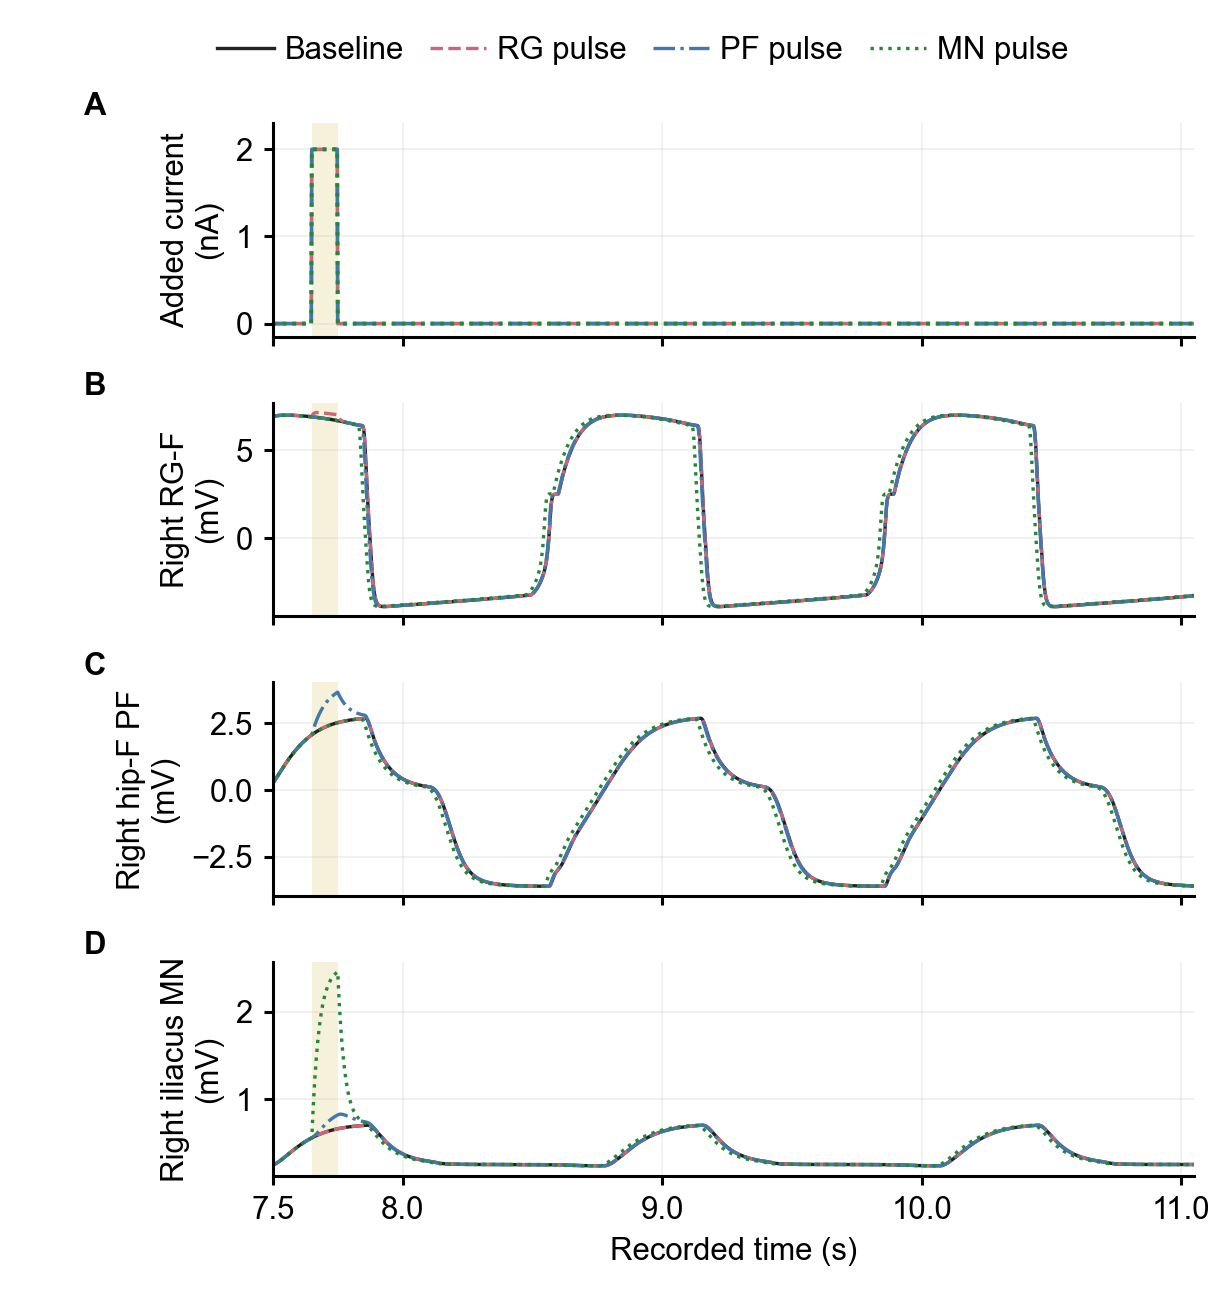 Baseline RG pulse PF pulse MN pulse
A
Added current
(nA)
2
1
0
B
Right RG-F
(mV)
5
0
C
Right hip-F PF
(mV)
2.5
0.0
−2.5
D
Right iliacus MN
(mV)
2
1
7.5 8.0 9.0 10.0 11.0
Recorded time (s)